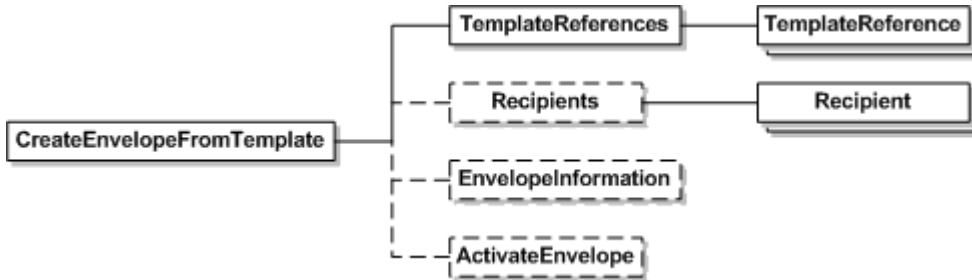 TemplateReferences
TemplateReference
Recipients
Recipient
CreateEnvelopeFromTemplate
EnvelopeInformation
ActivateEnvelope